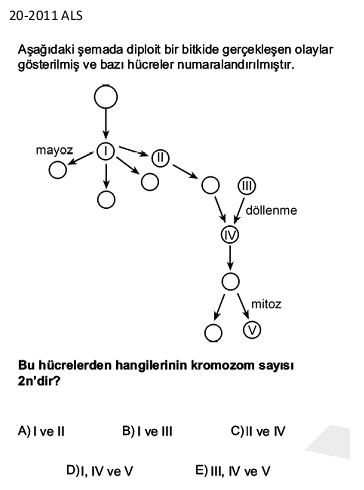 20-2011 ALS
Aşağıdaki şemada diploit bir bitkide gerçekleşen olaylar
gösterilmiş ve bazı hücreler numaralandırılmıştır.
mayoz
I
II
III
döllenme
IV
mitoz
V
Bu hücrelerden hangilerinin kromozom sayısı
2n'dir?
A) I ve II B) I ve III C) II ve IV
D) I, IV ve V E) III, IV ve V